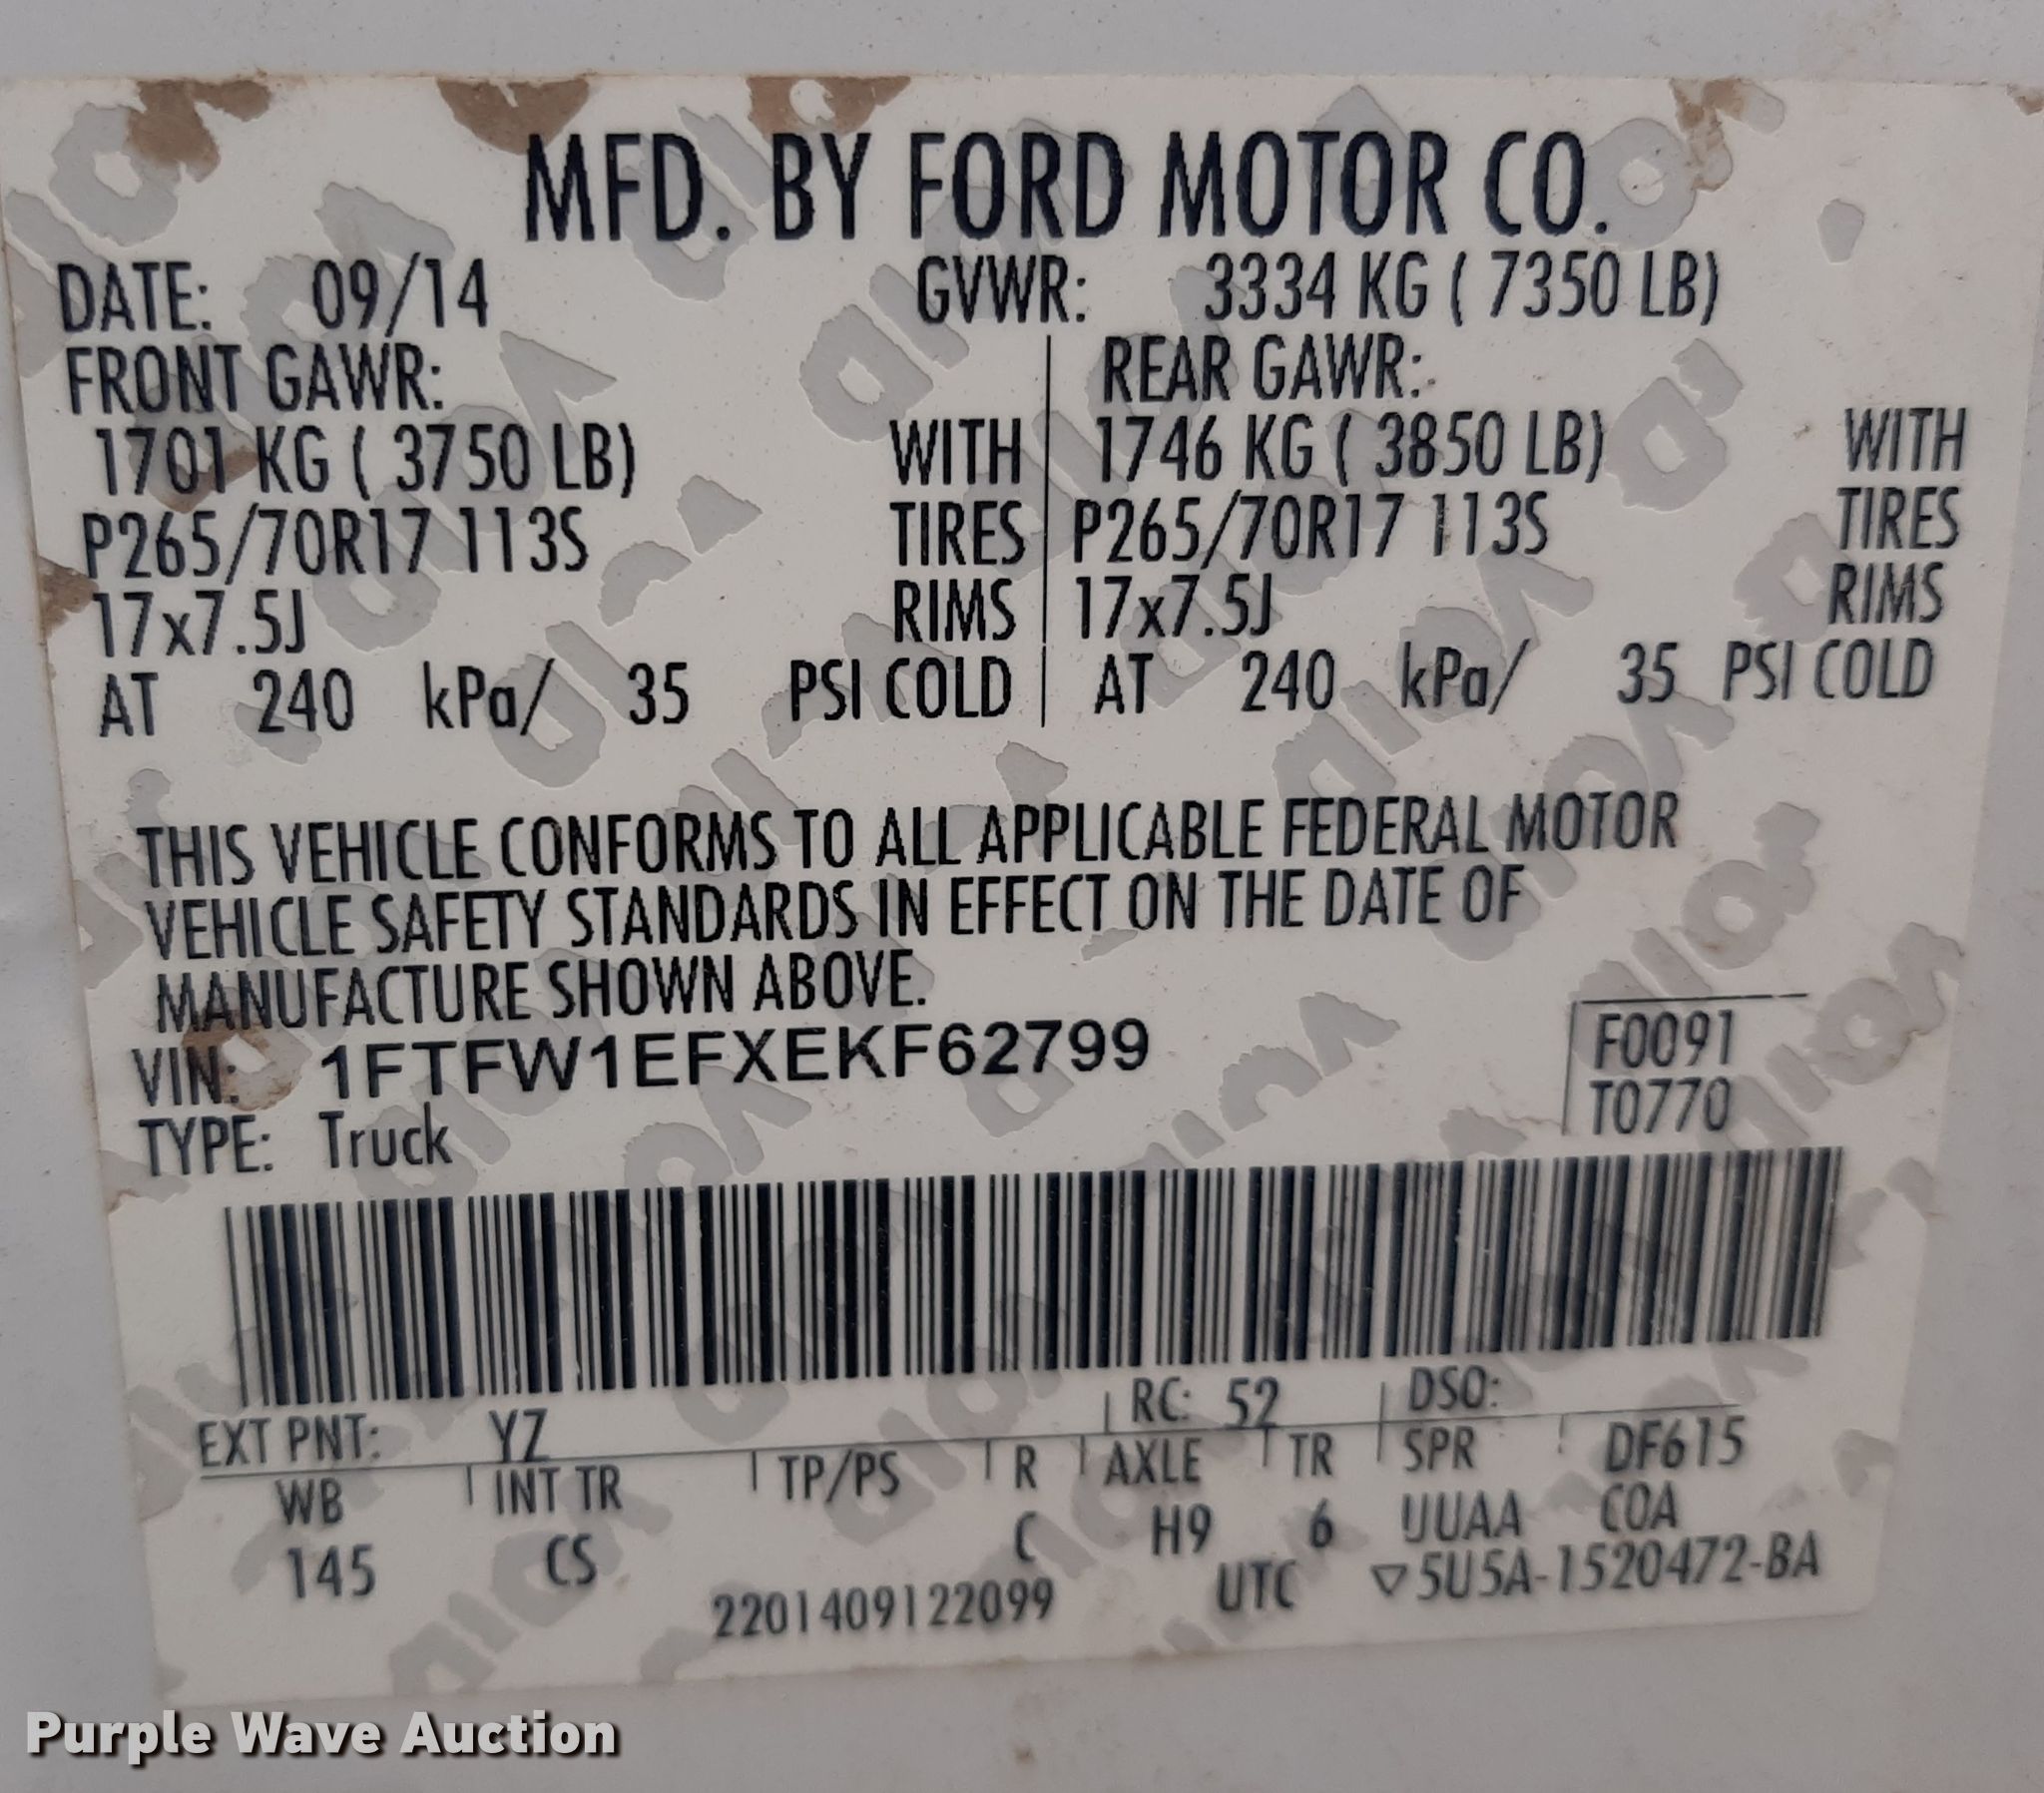 MFD. BY FORD MOTOR CO.
DATE: 09/14 GVWR: 3334 KG ( 7350 LB)
FRONT GAWR: REAR GAWR:
1701 KG ( 3750 LB) WITH 1746 KG ( 3850 LB) WITH
P265/70R17 113S TIRES P265/70R17 113S TIRES
17x7.5J RIMS 17x7.5J RIMS
AT 240 kPa/ 35 PSI COLD AT 240 kPa/ 35 PSI COLD
THIS VEHICLE CONFORMS TO ALL APPLICABLE FEDERAL MOTOR
VEHICLE SAFETY STANDARDS IN EFFECT ON THE DATE OF
MANUFACTURE SHOWN ABOVE.
VIN: 1FTFW1EFXEKF62799 F0091
TYPE: Truck T0770
EXT PNT: YZ RC: 52 DSO:
WB INT TR TP/PS R AXLE TR SPR DF615
145 CS C H9 6 UUAA COA
2201409122099 UTC ▽5U5A-1520472-BA
Purple Wave Auction